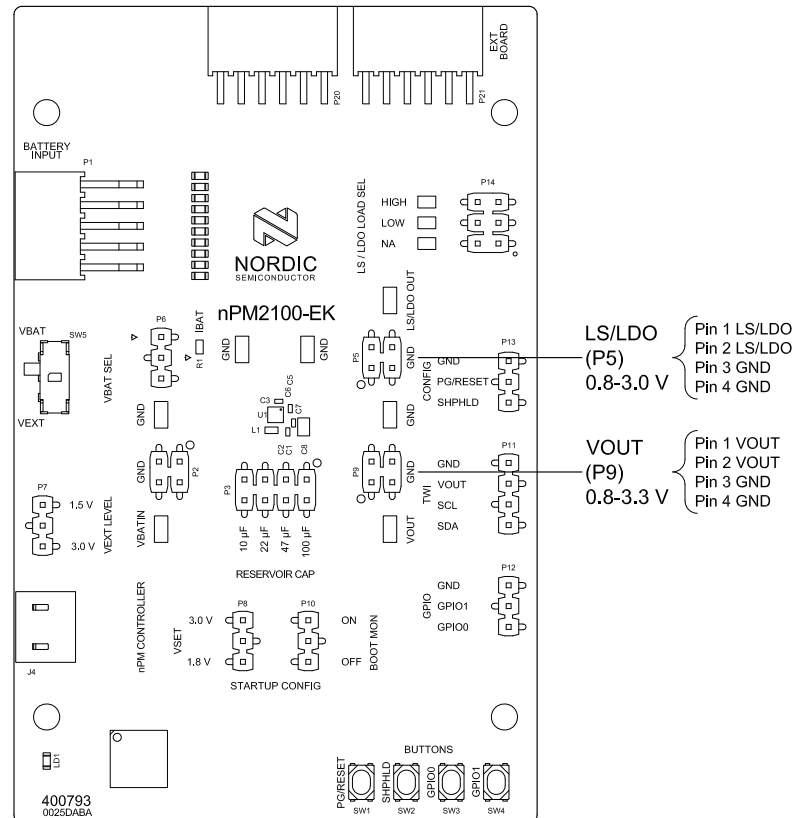 EXT
BOARD
P20
P21
BATTERY
INPUT
P1
LS / LDO LOAD SEL
HIGH
LOW
NA
P14
NORDIC
SEMICONDUCTOR
nPM2100-EK
LS/LDO OUT
VBAT
SW5
VEXT
VBAT SEL
P6
IBAT
R1
GND
GND
P5
GND
CONFIG
P13
GND
PG/RESET
SHPHLD
LS/LDO
(P5)
0.8-3.0 V
Pin 1 LS/LDO
Pin 2 LS/LDO
Pin 3 GND
Pin 4 GND
GND
C3
C6
C5
U1
C7
L1
C2
C1
C8
GND
GND
P2
P3
10 µF
22 µF
47 µF
100 µF
RESERVOIR CAP
P9
GND
VOUT
TWI
P11
GND
VOUT
SCL
SDA
VOUT
(P9)
0.8-3.3 V
Pin 1 VOUT
Pin 2 VOUT
Pin 3 GND
Pin 4 GND
P7
1.5 V
3.0 V
VEXT LEVEL
VBATIN
GPIO
P12
GND
GPIO1
GPIO0
J4
nPM CONTROLLER
VSET
P8
3.0 V
1.8 V
P10
ON
OFF
BOOT MON
STARTUP CONFIG
LD1
400793
0025DABA
BUTTONS
PG/RESET
SHPHLD
GPIO0
GPIO1
SW1
SW2
SW3
SW4